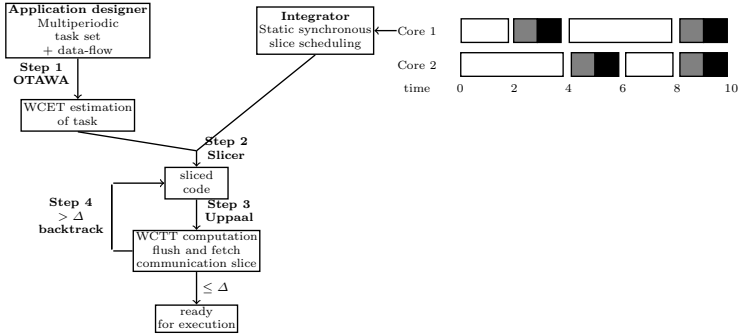 Application designer
Multiperiodic
task set
+ data-flow
Integrator
Static synchronous
slice scheduling
Core 1
Core 2
time
0 2 4 6 8 10
Step 1
OTAWA
WCET estimation
of task
Step 2
Slicer
sliced
code
Step 4
> Δ
backtrack
Step 3
Uppaal
WCTT computation
flush and fetch
communication slice
≤ Δ
ready
for execution